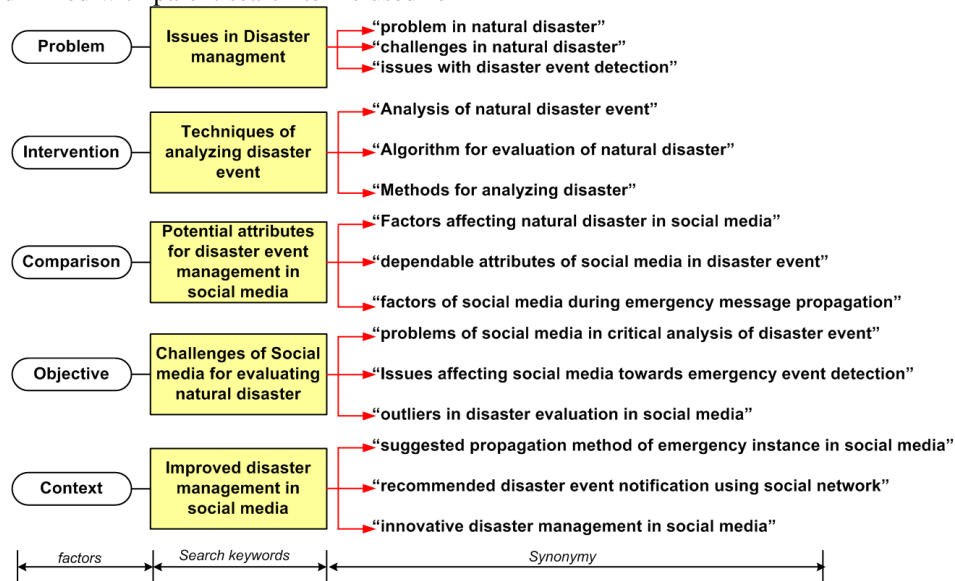 Problem
Issues in Disaster
managment
“problem in natural disaster”
“challenges in natural disaster”
“issues with disaster event detection”
Intervention
Techniques of
analyzing disaster
event
“Analysis of natural disaster event”
“Algorithm for evaluation of natural disaster”
“Methods for analyzing disaster”
Comparison
Potential attributes
for disaster event
management in
social media
“Factors affecting natural disaster in social media”
“dependable attributes of social media in disaster event”
“factors of social media during emergency message propagation”
Objective
Challenges of Social
media for evaluating
natural disaster
“problems of social media in critical analysis of disaster event”
“Issues affecting social media towards emergency event detection”
“outliers in disaster evaluation in social media”
Context
Improved disaster
management in
social media
“suggested propagation method of emergency instance in social media”
“recommended disaster event notification using social network”
“innovative disaster management in social media”
factors
Search keywords
Synonymy